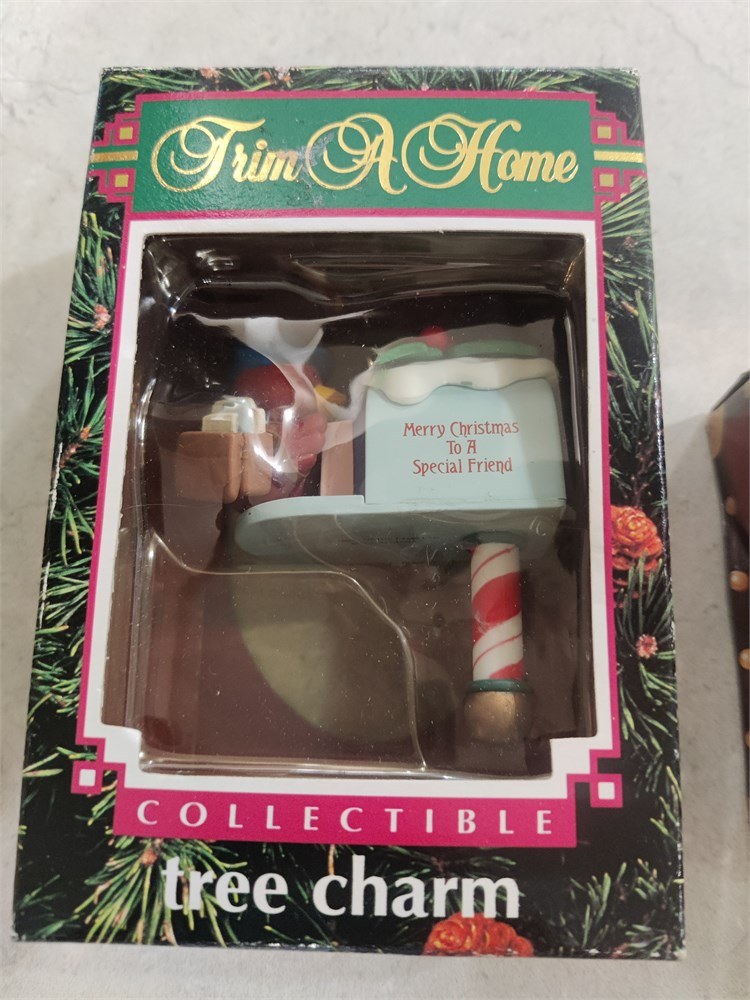 Trim A Home
Merry Christmas
To A
Special Friend
COLLECTIBLE
tree charm